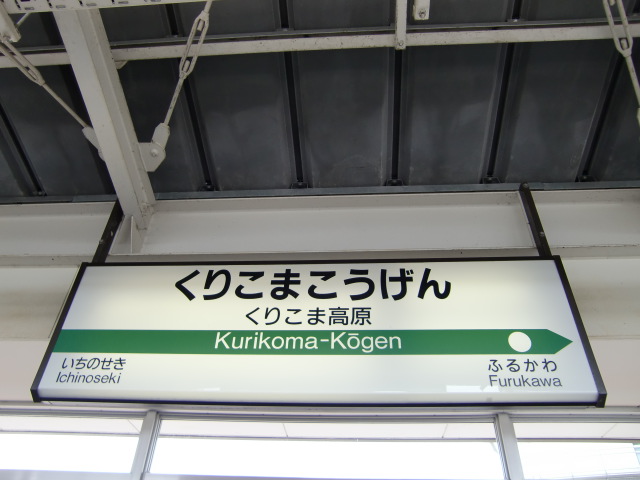 くりこまこうげん
くりこま高原
Kurikoma-Kōgen
いちのせき
Ichinoseki
ふるかわ
Furukawa